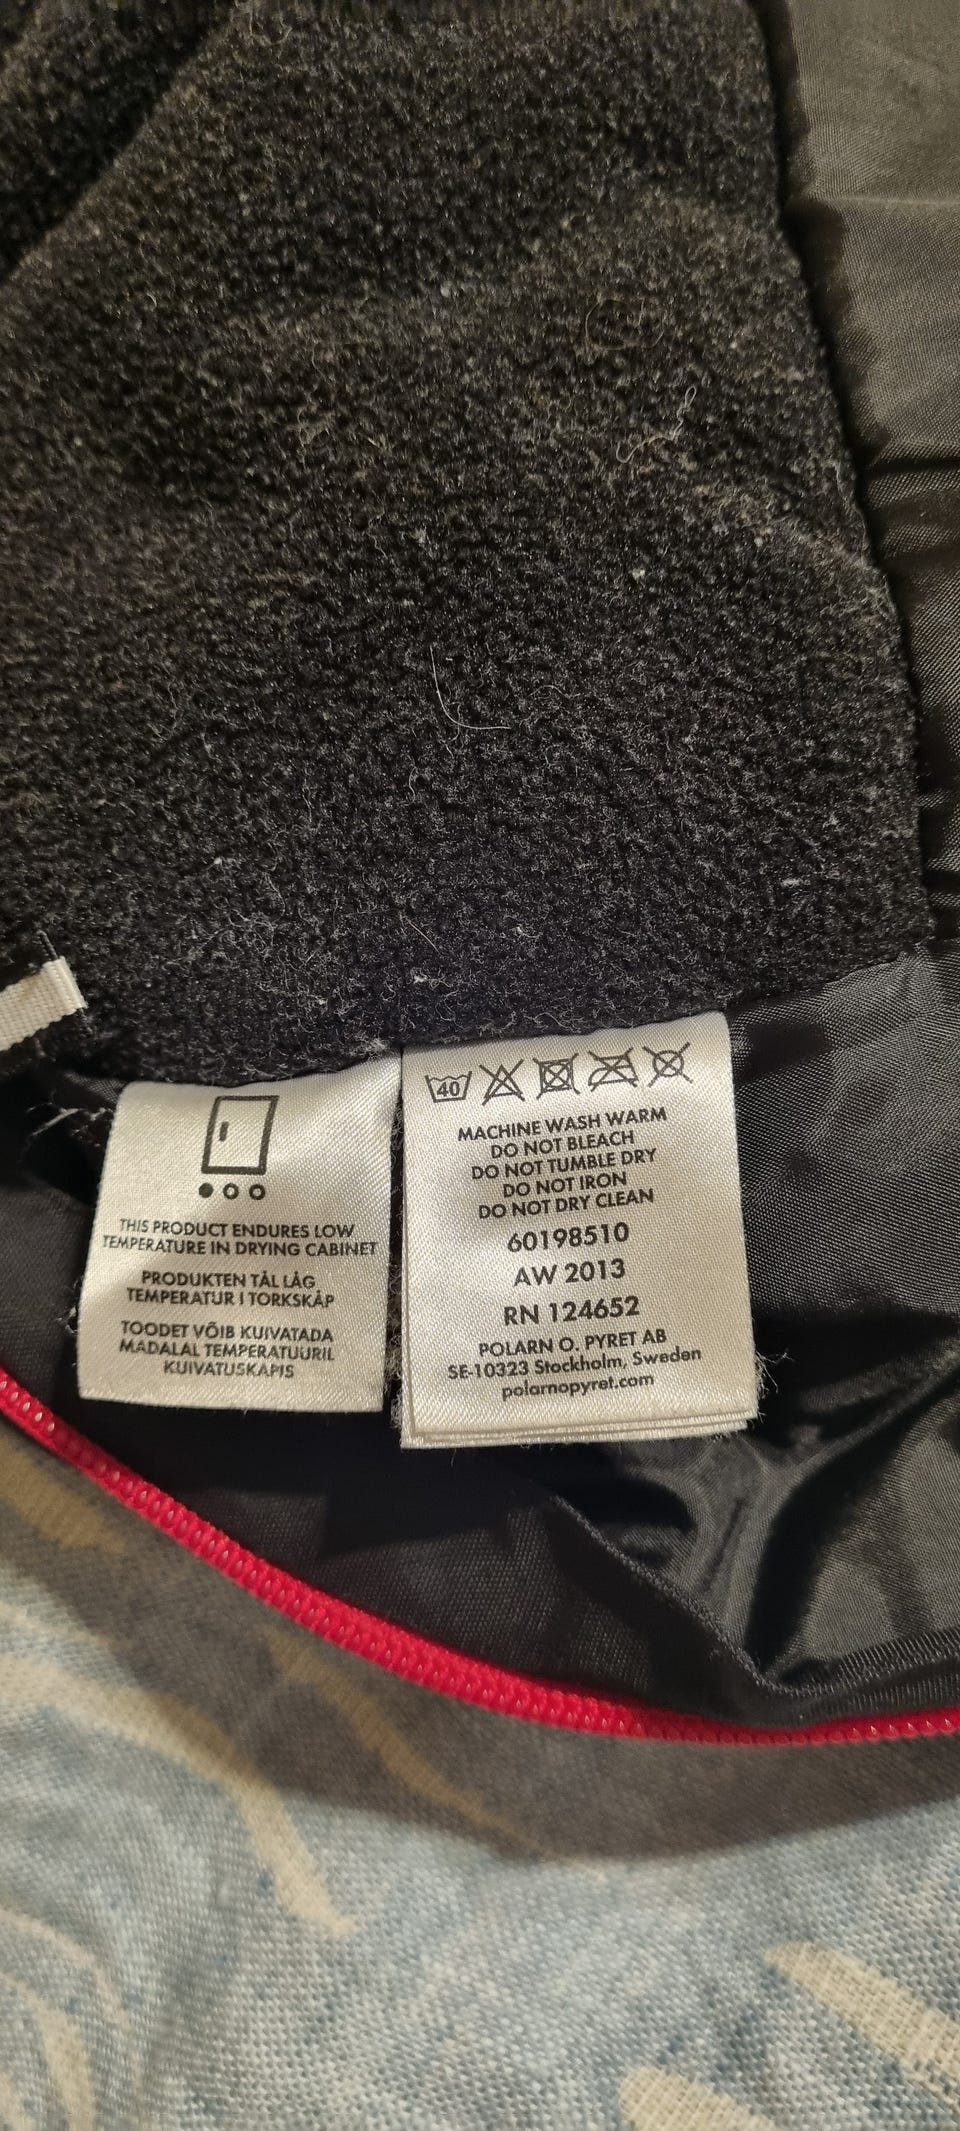 THIS PRODUCT ENDURES LOW
TEMPERATURE IN DRYING CABINET
PRODUKTEN TÅL LÅG
TEMPERATUR I TORKSKÅP
TOODET VÕIB KUIVATADA
MADALAL TEMPERATUURIL
KUIVATUSKAPIS
40
MACHINE WASH WARM
DO NOT BLEACH
DO NOT TUMBLE DRY
DO NOT IRON
DO NOT DRY CLEAN
60198510
AW 2013
RN 124652
POLARN O. PYRET AB
SE-10323 Stockholm, Sweden
polarnopyret.com